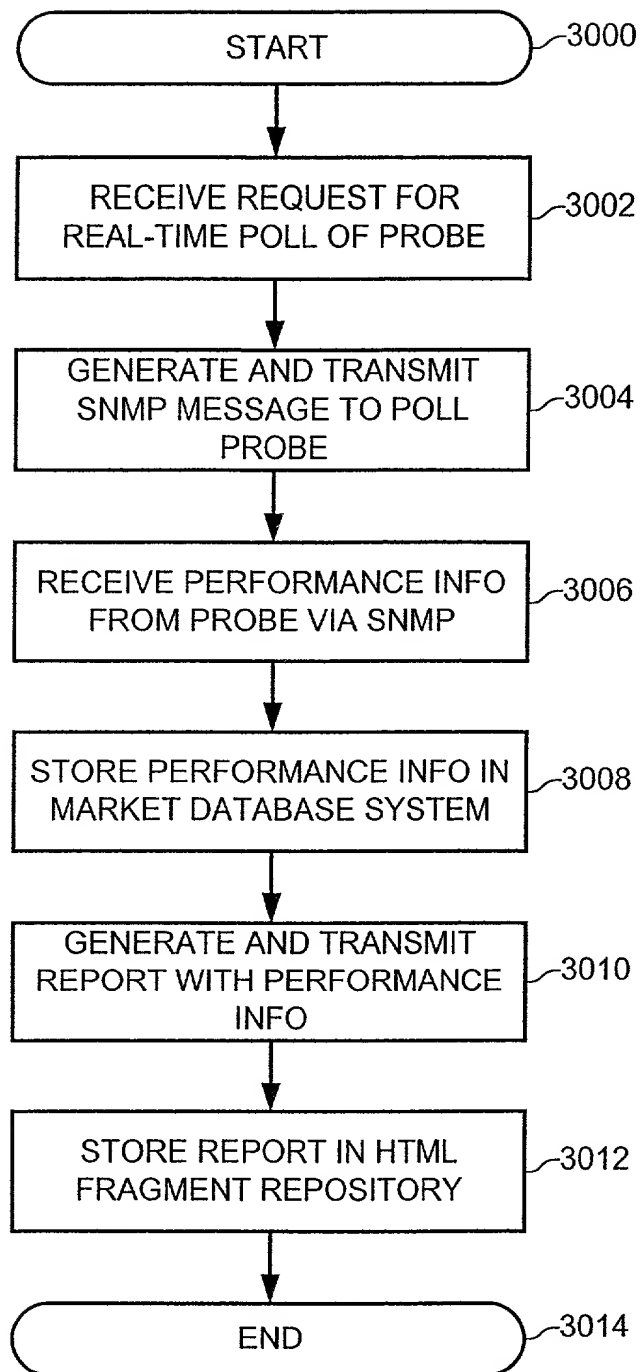 START
3000
RECEIVE REQUEST FOR
REAL-TIME POLL OF PROBE
3002
GENERATE AND TRANSMIT
SNMP MESSAGE TO POLL
PROBE
3004
RECEIVE PERFORMANCE INFO
FROM PROBE VIA SNMP
3006
STORE PERFORMANCE INFO IN
MARKET DATABASE SYSTEM
3008
GENERATE AND TRANSMIT
REPORT WITH PERFORMANCE
INFO
3010
STORE REPORT IN HTML
FRAGMENT REPOSITORY
3012
END
3014